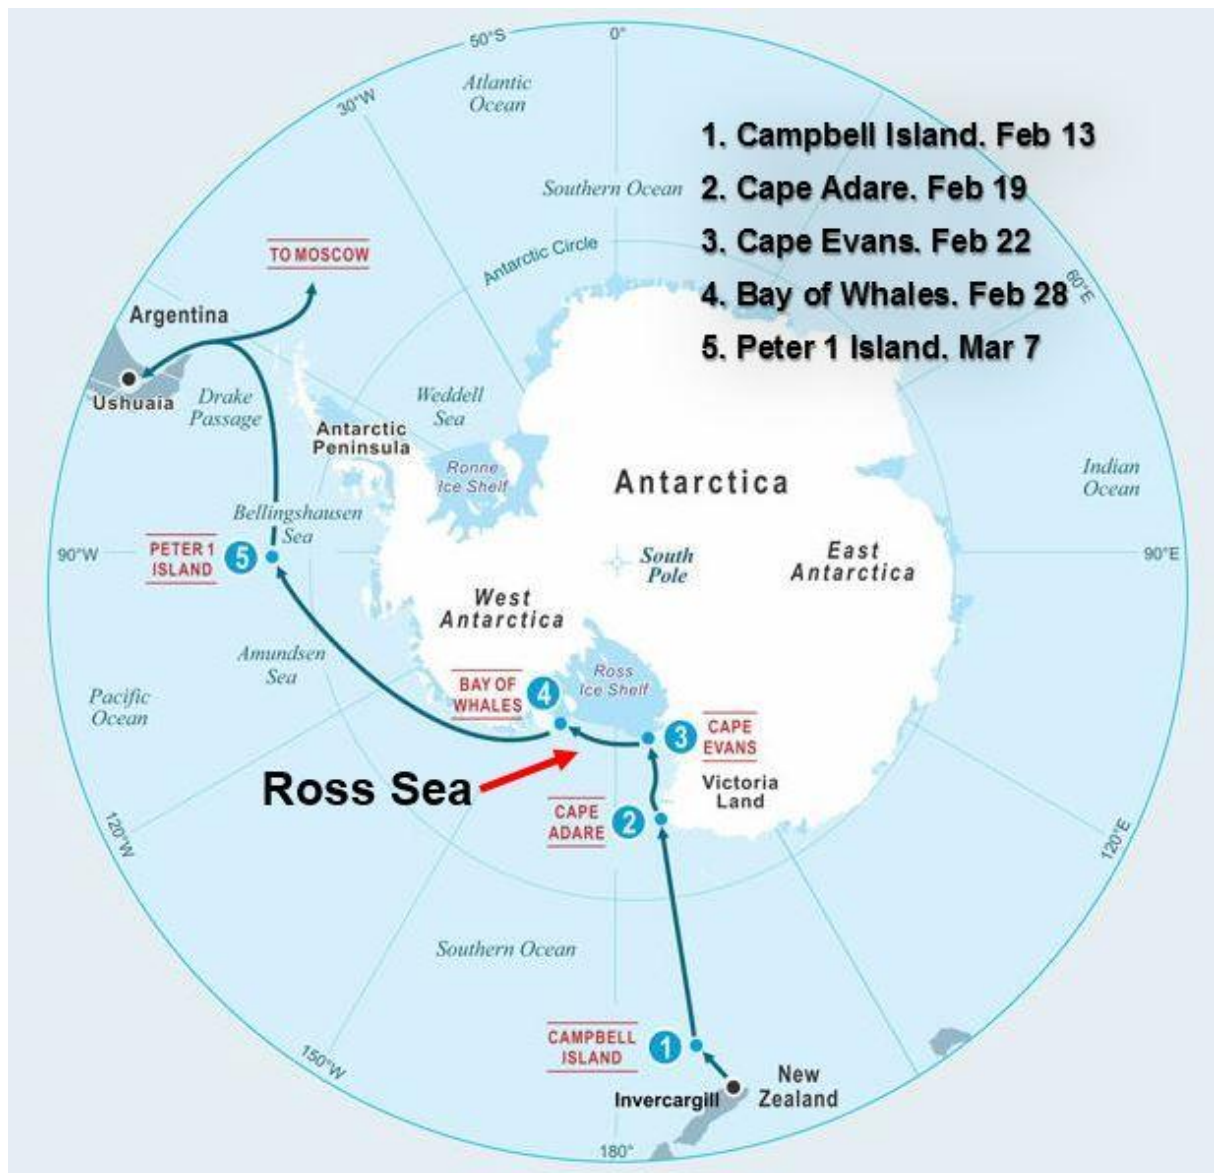 50°S
0°
30°W
Atlantic
Ocean
1. Campbell Island. Feb 13
2. Cape Adare. Feb 19
3. Cape Evans. Feb 22
4. Bay of Whales. Feb 28
5. Peter 1 Island. Mar 7
Southern Ocean
Antarctic Circle
60°E
TO MOSCOW
Argentina
Ushuaia
Drake
Passage
Weddell
Sea
Antarctic
Peninsula
Ronne
Ice Shelf
Antarctica
Indian
Ocean
Bellingshausen
Sea
90°W
PETER 1
ISLAND
5
South
Pole
East
Antarctica
90°E
West
Antarctica
Amundsen
Sea
Pacific
Ocean
BAY OF
WHALES
4
Ross
Ice Shelf
3
CAPE
EVANS
Ross Sea
Victoria
Land
CAPE
ADARE
2
120°W
120°E
Southern Ocean
150°W
CAMPBELL
ISLAND
1
Invercargill
New
Zealand
180°